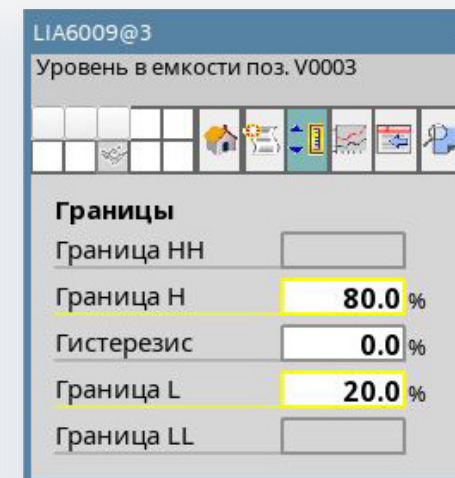 LIA6009@3
Уровень в емкости поз. V0003
Границы
Граница HH
Граница H 80.0 %
Гистерезис 0.0 %
Граница L 20.0 %
Граница LL